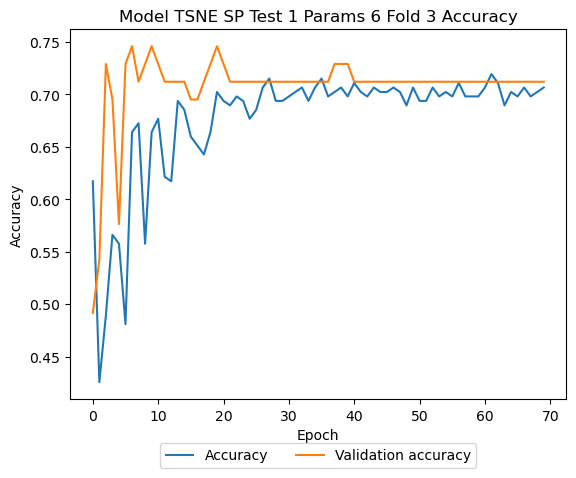 Model TSNE SP Test 1 Params 6 Fold 3 Accuracy
0.75
0.70
0.65
0.60
0.55
0.50
0.45
Accuracy
0 10 20 30 40 50 60 70
Epoch
Accuracy Validation accuracy